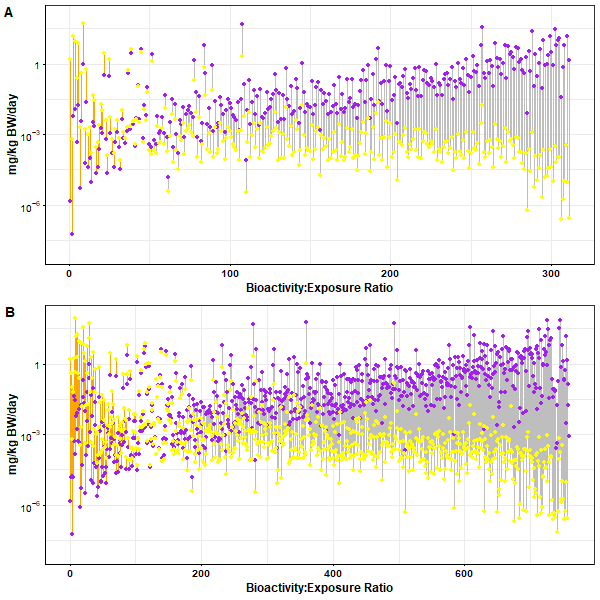 A
mg/kg BW/day
1
10⁻³
10⁻⁶
0 100 200 300
Bioactivity:Exposure Ratio
B
mg/kg BW/day
1
10⁻³
10⁻⁶
0 200 400 600
Bioactivity:Exposure Ratio